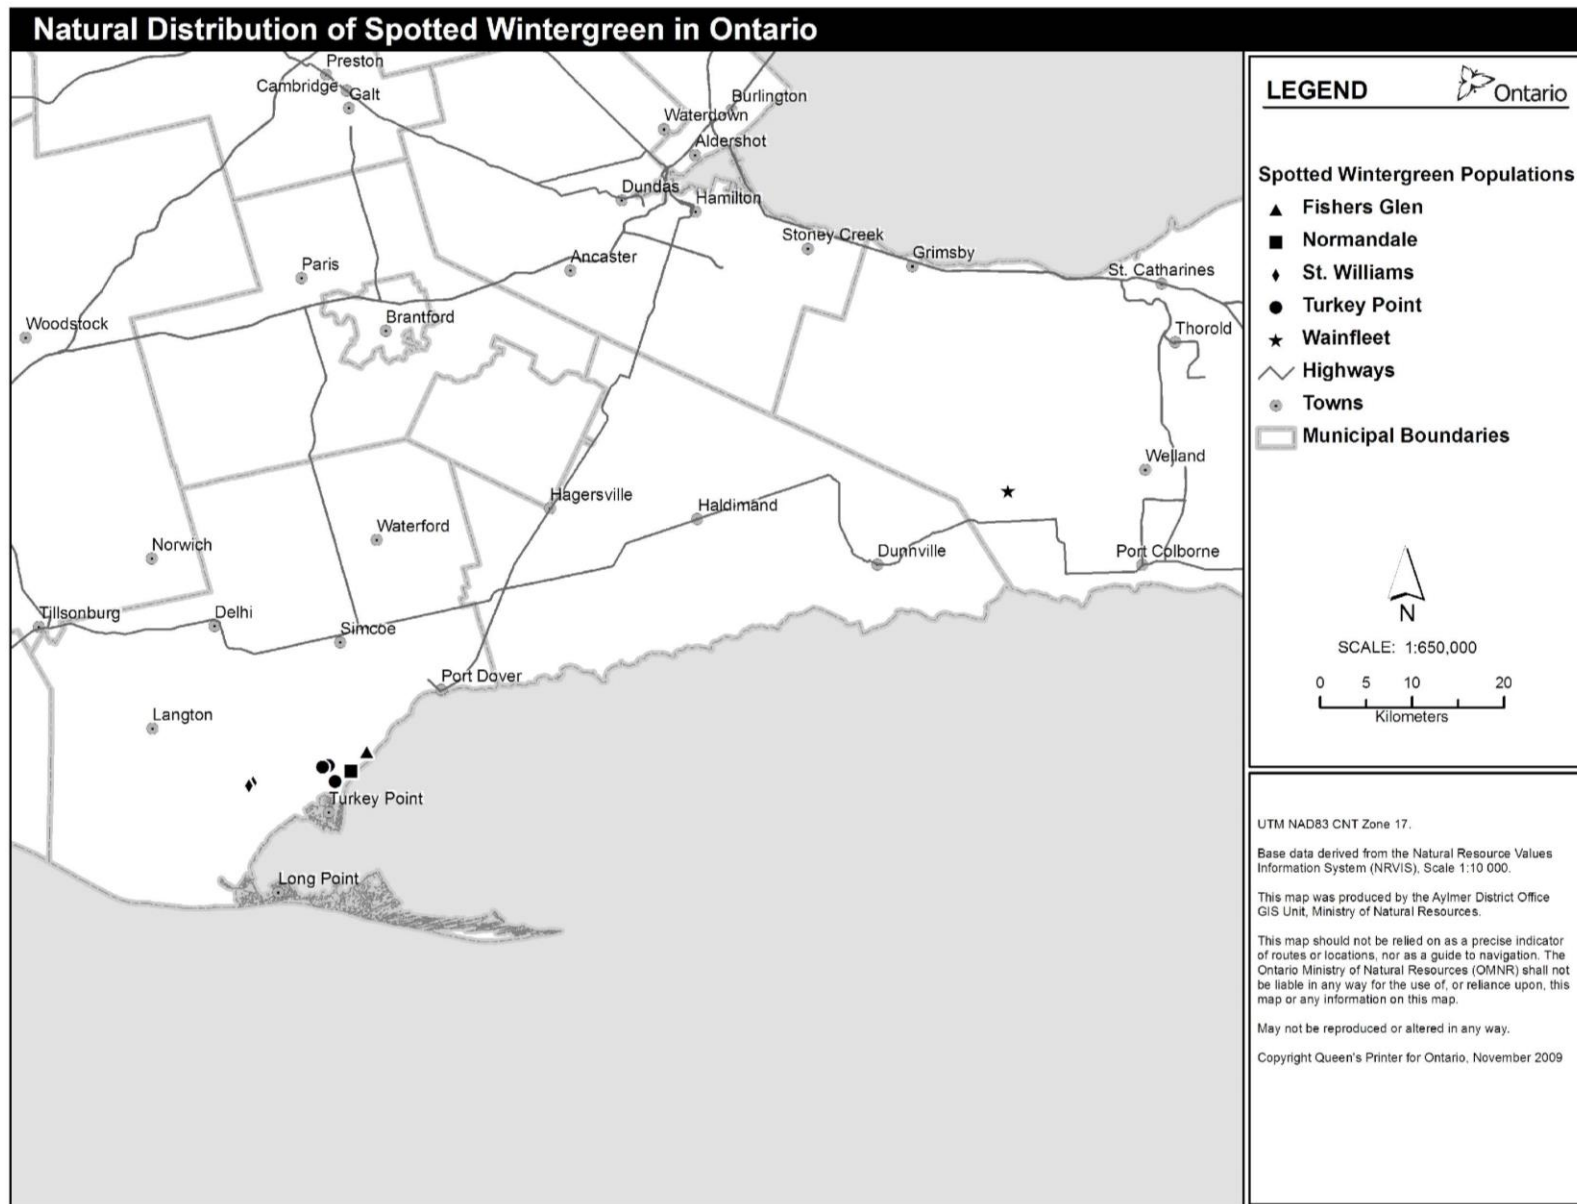 Natural Distribution of Spotted Wintergreen in Ontario
Preston
Cambridge
Galt
Burlington
Waterdown
Aldershot
Dundas
Hamilton
Stoney Creek
Grimsby
St. Catharines
Paris
Ancaster
Woodstock
Brantford
Thorold
Welland
Hagersville
Haldimand
Waterford
Norwich
Dunnville
Port Colborne
Tillsonburg
Delhi
Simcoe
Port Dover
Langton
Turkey Point
Long Point
LEGEND
Ontario
Spotted Wintergreen Populations
Fishers Glen
Normandale
St. Williams
Turkey Point
Wainfleet
Highways
Towns
Municipal Boundaries
N
SCALE: 1:650,000
0 5 10 20
Kilometers
UTM NAD83 CNT Zone 17.
Base data derived from the Natural Resource Values
Information System (NRVIS), Scale 1:10 000.
This map was produced by the Aylmer District Office
GIS Unit, Ministry of Natural Resources.
This map should not be relied on as a precise indicator
of routes or locations, nor as a guide to navigation. The
Ontario Ministry of Natural Resources (OMNR) shall not
be liable in any way for the use of, or reliance upon, this
map or any information on this map.
May not be reproduced or altered in any way.
Copyright Queen's Printer for Ontario, November 2009